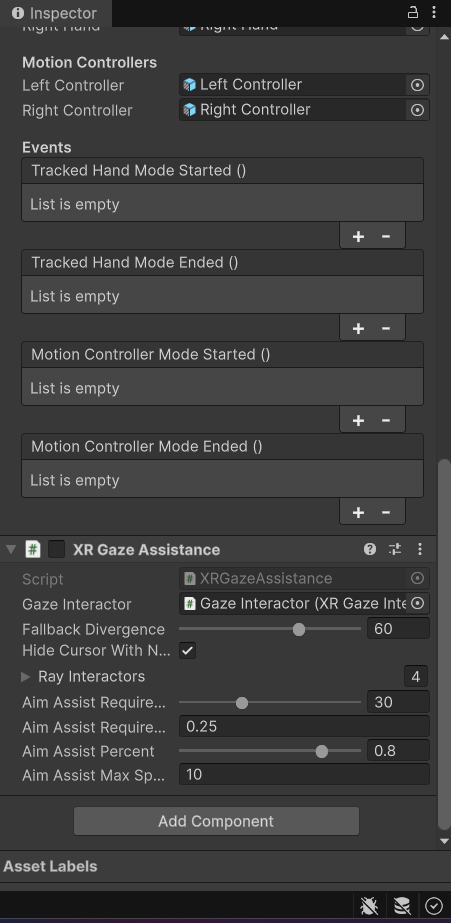 Inspector
Right Hand Right Hand
Motion Controllers
Left Controller Left Controller
Right Controller Right Controller
Events
Tracked Hand Mode Started ()
List is empty
+ -
Tracked Hand Mode Ended ()
List is empty
+ -
Motion Controller Mode Started ()
List is empty
+ -
Motion Controller Mode Ended ()
List is empty
+ -
# XR Gaze Assistance
Script # XRGazeAssistance
Gaze Interactor # Gaze Interactor (XR Gaze Inte
Fallback Divergence 60
Hide Cursor With N...
Ray Interactors 4
Aim Assist Require... 30
Aim Assist Require... 0.25
Aim Assist Percent 0.8
Aim Assist Max Sp... 10
Add Component
Asset Labels